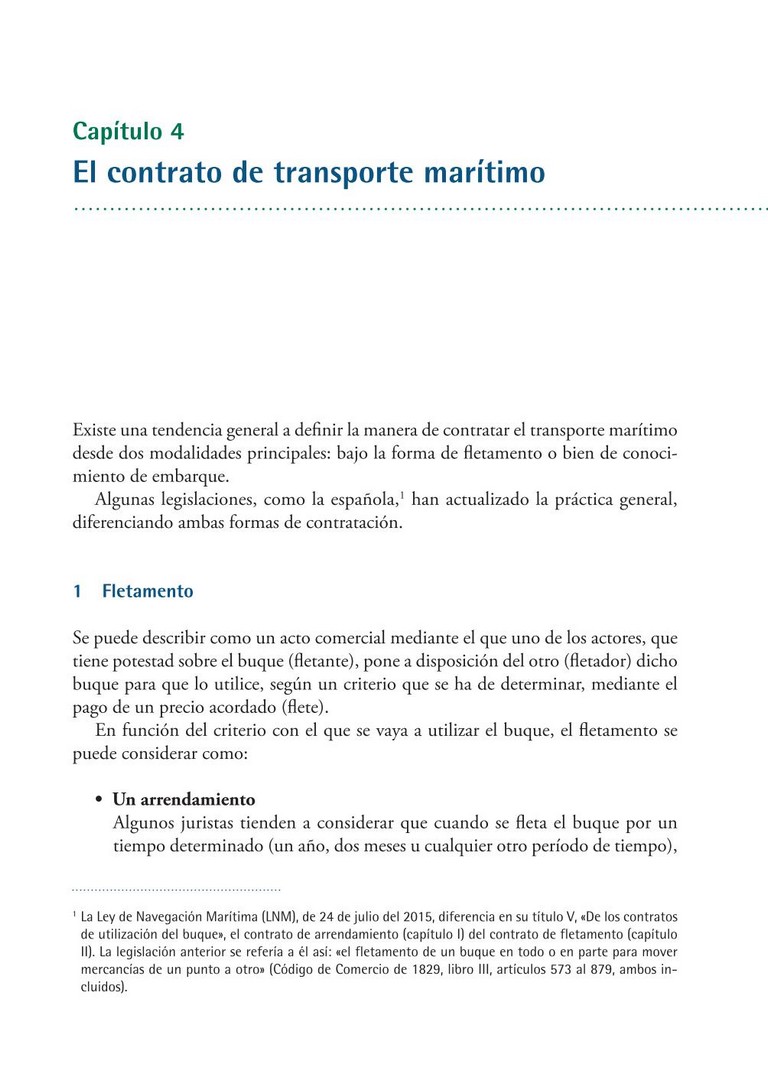 Capítulo 4
El contrato de transporte marítimo
Existe una tendencia general a definir la manera de contratar el transporte marítimo
desde dos modalidades principales: bajo la forma de fletamento o bien de conoci-
miento de embarque.
Algunas legislaciones, como la española,¹ han actualizado la práctica general,
diferenciando ambas formas de contratación.
1 Fletamento
Se puede describir como un acto comercial mediante el que uno de los actores, que
tiene potestad sobre el buque (fletante), pone a disposición del otro (fletador) dicho
buque para que lo utilice, según un criterio que se ha de determinar, mediante el
pago de un precio acordado (flete).
En función del criterio con el que se vaya a utilizar el buque, el fletamento se
puede considerar como:
• Un arrendamiento
Algunos juristas tienden a considerar que cuando se fleta el buque por un
tiempo determinado (un año, dos meses u cualquier otro período de tiempo),
¹ La Ley de Navegación Marítima (LNM), de 24 de julio del 2015, diferencia en su título V, «De los contratos
de utilización del buque», el contrato de arrendamiento (capítulo I) del contrato de fletamento (capítulo
II). La legislación anterior se refería a él así: «el fletamento de un buque en todo o en parte para mover
mercancías de un punto a otro» (Código de Comercio de 1829, libro III, artículos 573 al 879, ambos in-
cluidos).